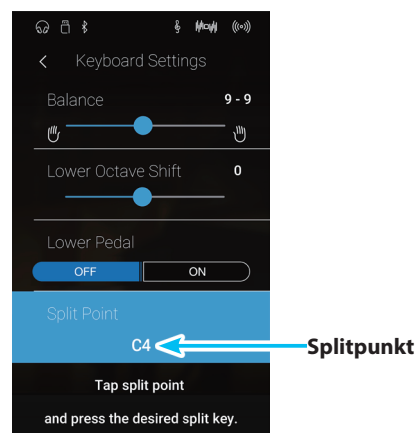 < Keyboard Settings
Balance 9 - 9
Lower Octave Shift 0
Lower Pedal
OFF ON
Split Point
C4
Splitpunkt
Tap split point
and press the desired split key.